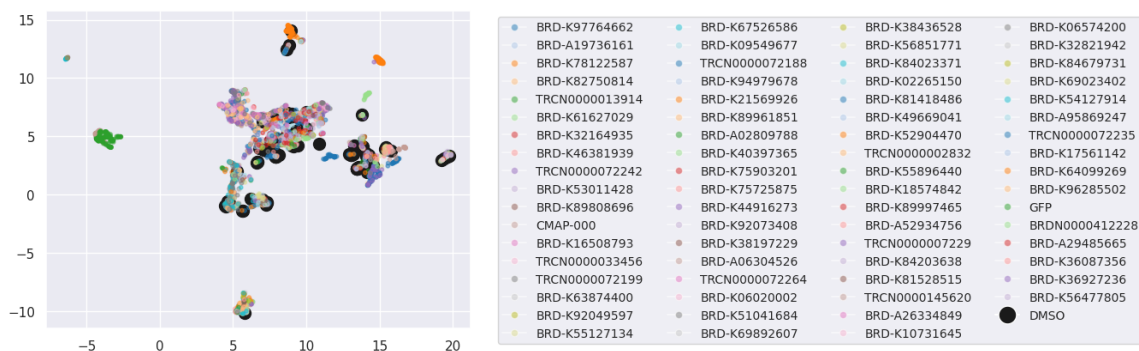 15
10
5
0
−5
−10
−5 0 5 10 15 20
BRD-K97764662 BRD-K67526586 BRD-K38436528 BRD-K06574200
BRD-A19736161 BRD-K09549677 BRD-K56851771 BRD-K32821942
BRD-K78122587 TRCN0000072188 BRD-K84023371 BRD-K84679731
BRD-K82750814 BRD-K94979678 BRD-K02265150 BRD-K69023402
TRCN0000013914 BRD-K21569926 BRD-K81418486 BRD-K54127914
BRD-K61627029 BRD-K89961851 BRD-K49669041 BRD-A95869247
BRD-K32164935 BRD-A02809788 BRD-K52904470 TRCN0000072235
BRD-K46381939 BRD-K40397365 TRCN0000002832 BRD-K17561142
TRCN0000072242 BRD-K75903201 BRD-K55896440 BRD-K64099269
BRD-K53011428 BRD-K75725875 BRD-K18574842 BRD-K96285502
BRD-K89808696 BRD-K44916273 BRD-K89997465 GFP
CMAP-000 BRD-K92073408 BRD-A52934756 BRDN0000412228
BRD-K16508793 BRD-K38197229 TRCN0000007229 BRD-A29485665
TRCN0000033456 BRD-A06304526 BRD-K84203638 BRD-K36087356
TRCN0000072199 TRCN0000072264 BRD-K81528515 BRD-K36927236
BRD-K63874400 BRD-K06020002 TRCN0000145620 BRD-K56477805
BRD-K92049597 BRD-K51041684 BRD-A26334849 DMSO
BRD-K55127134 BRD-K69892607 BRD-K10731645